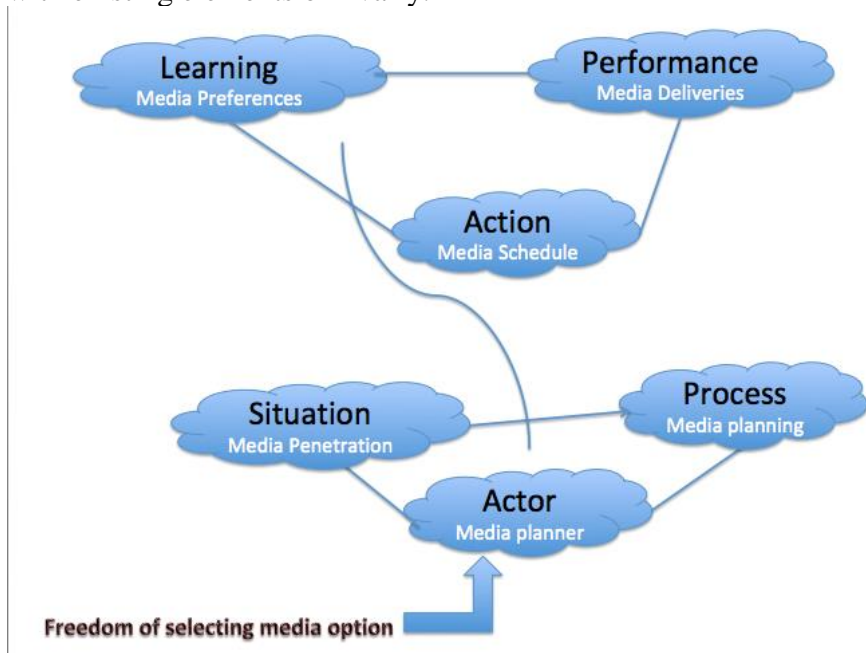 Learning
Media Preferences
Performance
Media Deliveries
Action
Media Schedule
Situation
Media Penetration
Process
Media planning
Actor
Media planner
Freedom of selecting media option